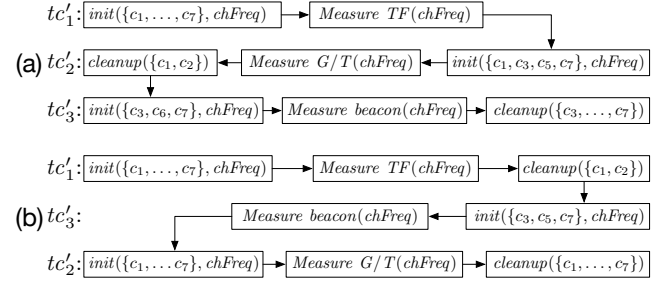 tc′₁: init({c₁, . . . , c₇}, chFreq) Measure TF(chFreq)
(a) tc′₂: cleanup({c₁, c₂}) Measure G/T(chFreq) init({c₁, c₃, c₅, c₇}, chFreq)
tc′₃: init({c₃, c₆, c₇}, chFreq) Measure beacon(chFreq) cleanup({c₃, . . . , c₇})
tc′₁: init({c₁, . . . , c₇}, chFreq) Measure TF(chFreq) cleanup({c₁, c₂})
(b) tc′₃: Measure beacon(chFreq) init({c₃, c₅, c₇}, chFreq)
tc′₂: init({c₁, . . . c₇}, chFreq) Measure G/T(chFreq) cleanup({c₁, . . . , c₇})